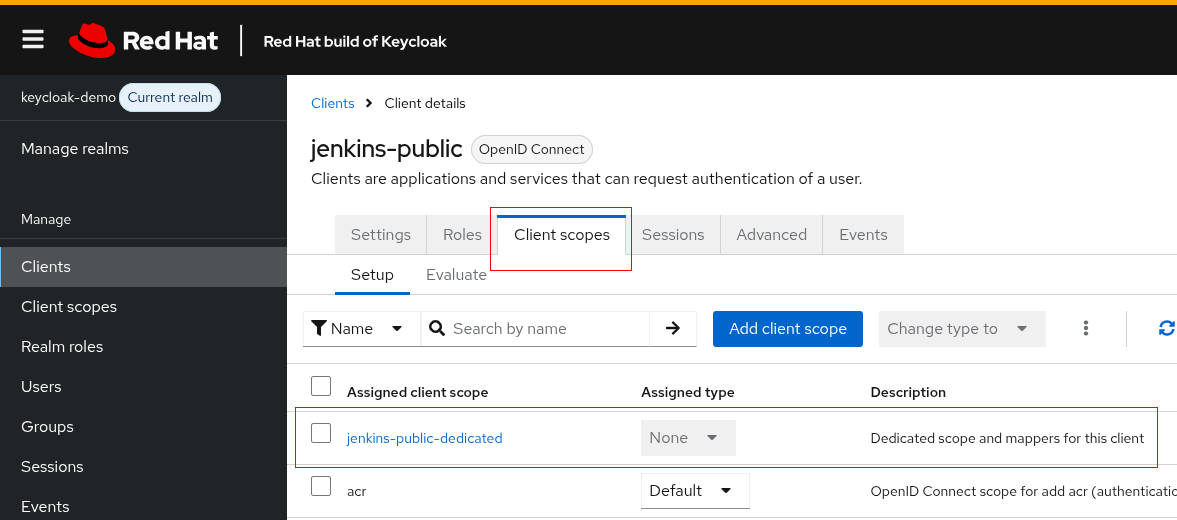 Red Hat | Red Hat build of Keycloak
keycloak-demo Current realm
Manage realms
Manage
Clients
Client scopes
Realm roles
Users
Groups
Sessions
Events
Clients > Client details
jenkins-public OpenID Connect
Clients are applications and services that can request authentication of a user.
Settings Roles Client scopes Sessions Advanced Events
Setup Evaluate
Name Search by name Add client scope Change type to
Assigned client scope Assigned type Description
jenkins-public-dedicated None Dedicated scope and mappers for this client
acr Default OpenID Connect scope for add acr (authenticatio